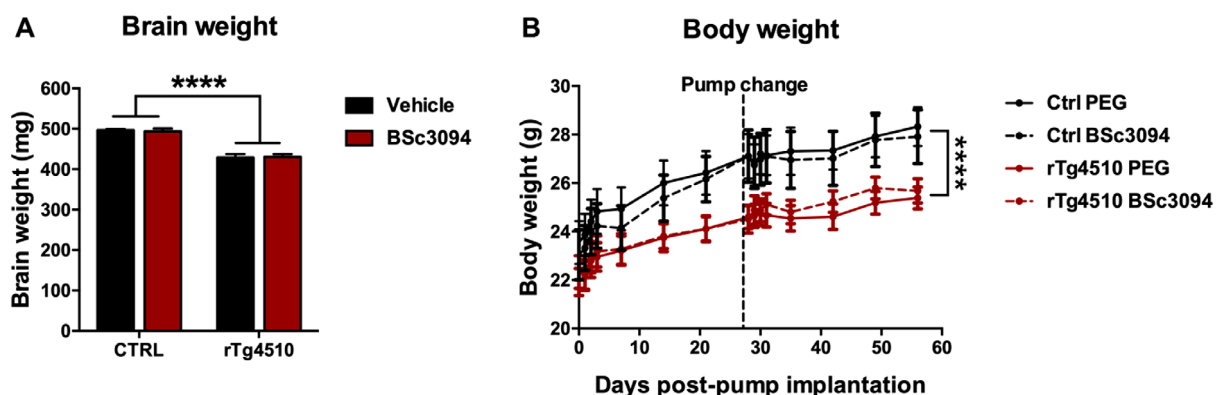 A
Brain weight
****
Brain weight (mg)
600
500
400
300
200
100
0
CTRL
rTg4510
Vehicle
BSc3094
B
Body weight
Pump change
Body weight (g)
30
28
26
24
22
20
0
10
20
30
40
50
60
Days post-pump implantation
****
Ctrl PEG
Ctrl BSc3094
rTg4510 PEG
rTg4510 BSc3094